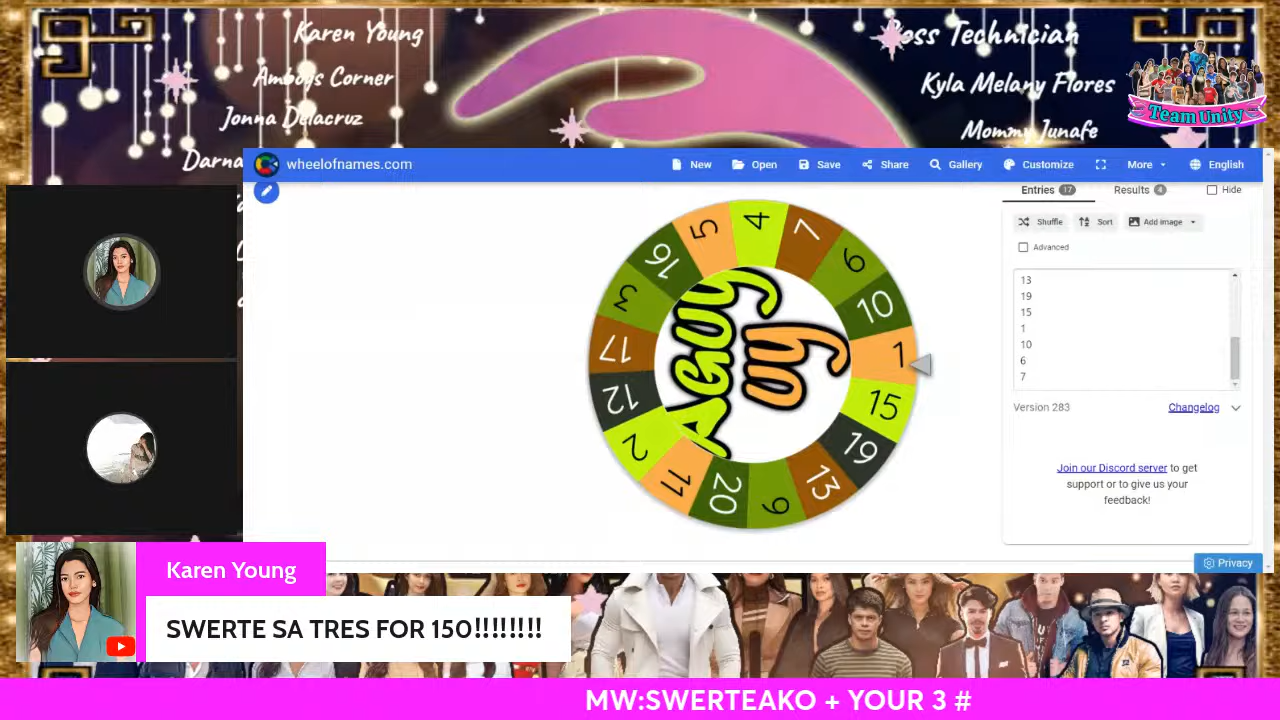 Karen Young
Amboys Corner
Jonna Delacruz
Darna
Boss Technician
Kyla Melany Flores
Mommy Junafe
Team Unity
wheelofnames.com
New
Open
Save
Share
Gallery
Customize
More
English
Entries 17
Results 4
Hide
Shuffle
Sort
Add image
Advanced
13
19
15
1
10
6
7
Version 283
Changelog
Join our Discord server to get
support or to give us your
feedback!
Privacy
4
7
6
10
1
15
19
13
9
20
11
2
12
17
3
16
5
AGWY
VY
Karen Young
SWERTE SA TRES FOR 150!!!!!!!!
MW:SWERTEAKO + YOUR 3 #